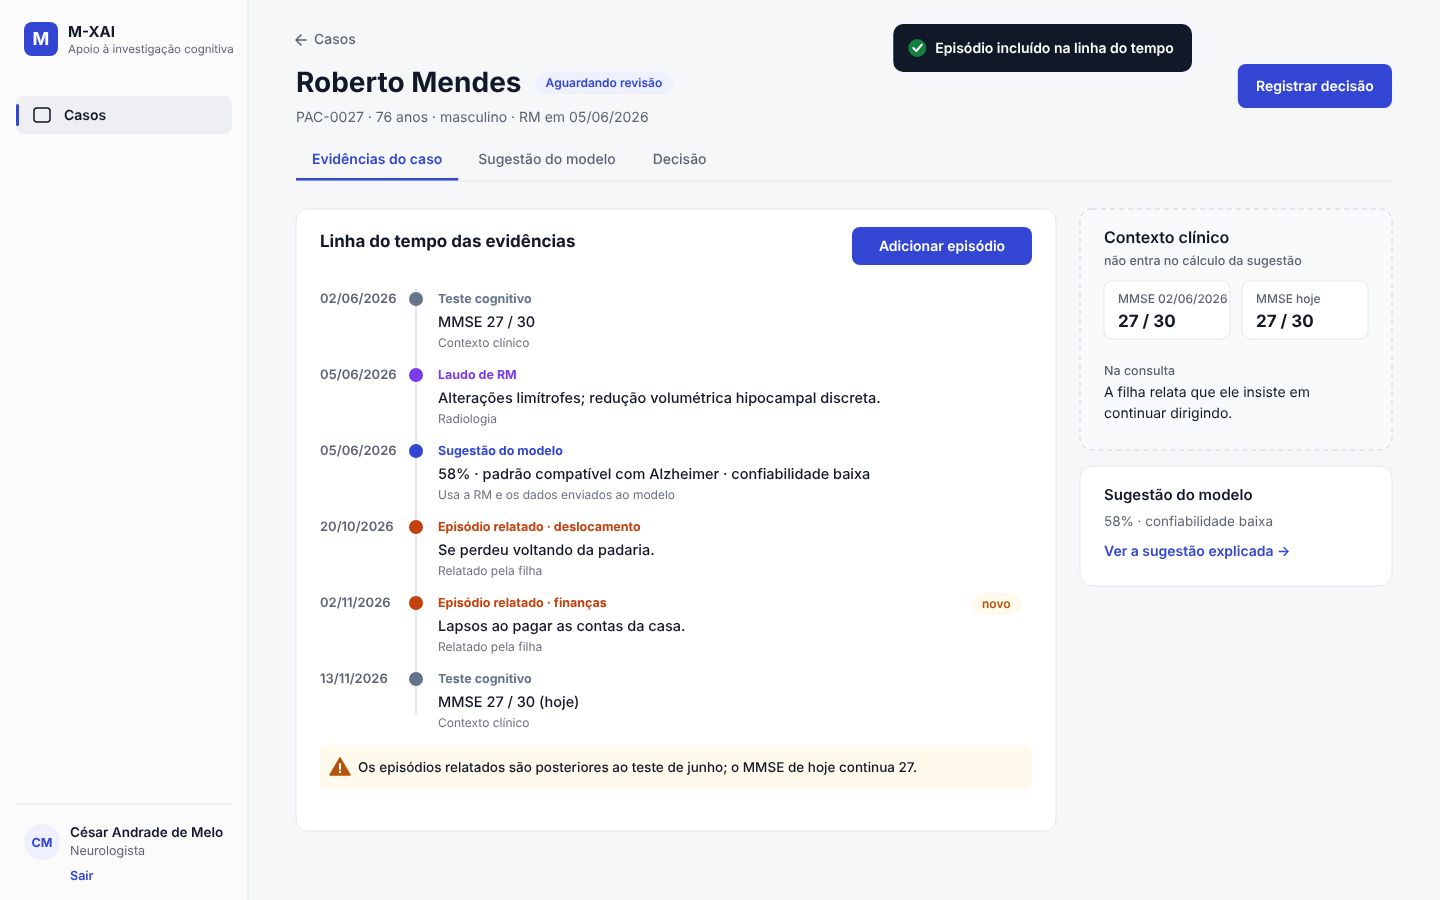 M
M-XAI
Apoio à investigação cognitiva
Casos
CM
César Andrade de Melo
Neurologista
Sair
← Casos
Episódio incluído na linha do tempo
Roberto Mendes
Aguardando revisão
Registrar decisão
PAC-0027 · 76 anos · masculino · RM em 05/06/2026
Evidências do caso
Sugestão do modelo
Decisão
Linha do tempo das evidências
Adicionar episódio
02/06/2026
Teste cognitivo
MMSE 27 / 30
Contexto clínico
05/06/2026
Laudo de RM
Alterações limítrofes; redução volumétrica hipocampal discreta.
Radiologia
05/06/2026
Sugestão do modelo
58% · padrão compatível com Alzheimer · confiabilidade baixa
Usa a RM e os dados enviados ao modelo
20/10/2026
Episódio relatado · deslocamento
Se perdeu voltando da padaria.
Relatado pela filha
02/11/2026
Episódio relatado · finanças
novo
Lapsos ao pagar as contas da casa.
Relatado pela filha
13/11/2026
Teste cognitivo
MMSE 27 / 30 (hoje)
Contexto clínico
Os episódios relatados são posteriores ao teste de junho; o MMSE de hoje continua 27.
Contexto clínico
não entra no cálculo da sugestão
MMSE 02/06/2026
27 / 30
MMSE hoje
27 / 30
Na consulta
A filha relata que ele insiste em
continuar dirigindo.
Sugestão do modelo
58% · confiabilidade baixa
Ver a sugestão explicada →